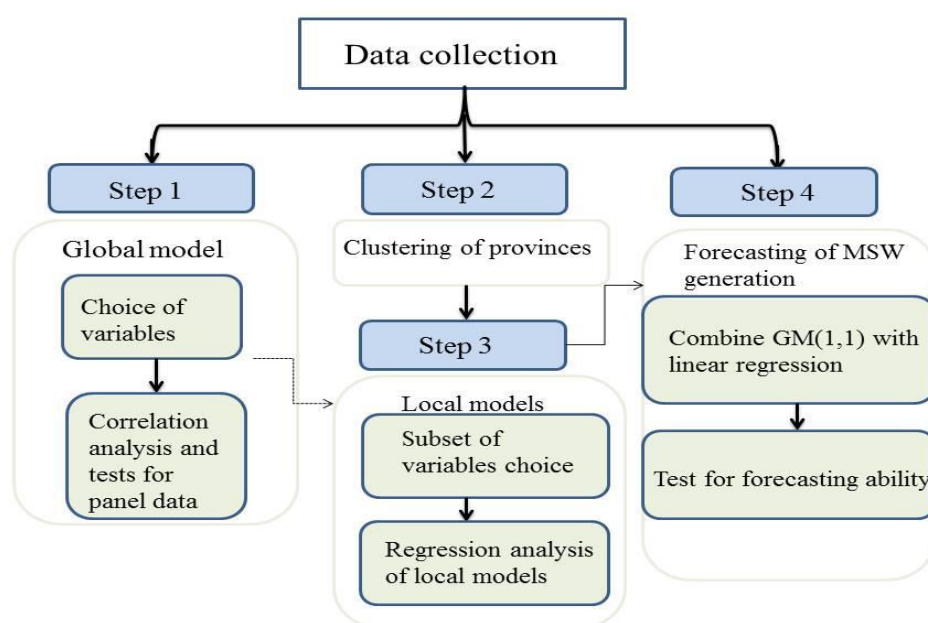 Data collection
Step 1
Global model
Choice of
variables
Correlation
analysis and
tests for
panel data
Step 2
Clustering of provinces
Step 3
Local models
Subset of
variables choice
Regression analysis
of local models
Step 4
Forecasting of MSW
generation
Combine GM(1,1) with
linear regression
Test for forecasting ability